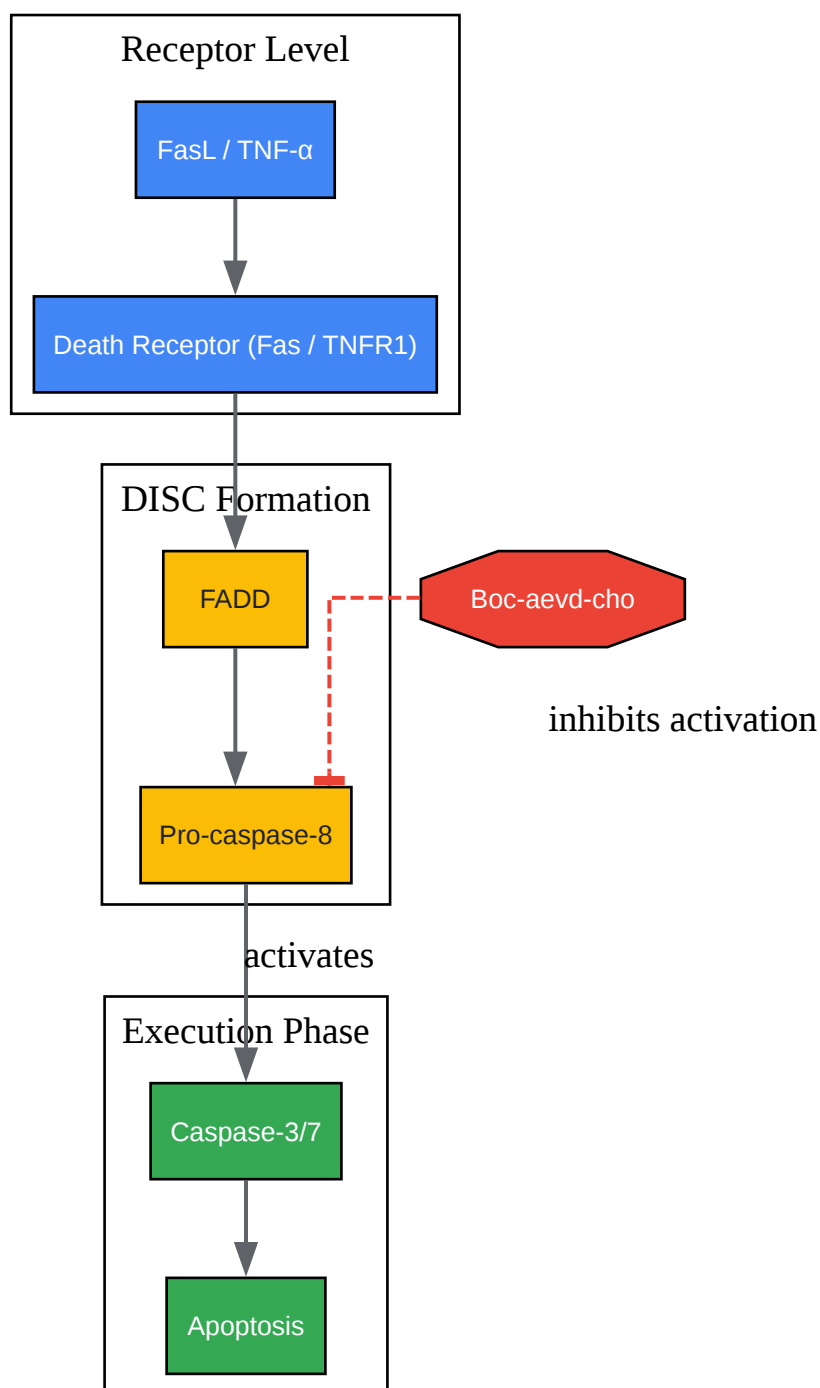 Receptor Level
FasL / TNF-α
Death Receptor (Fas / TNFR1)
DISC Formation
FADD
Boc-aevd-cho
inhibits activation
Pro-caspase-8
activates
Execution Phase
Caspase-3/7
Apoptosis